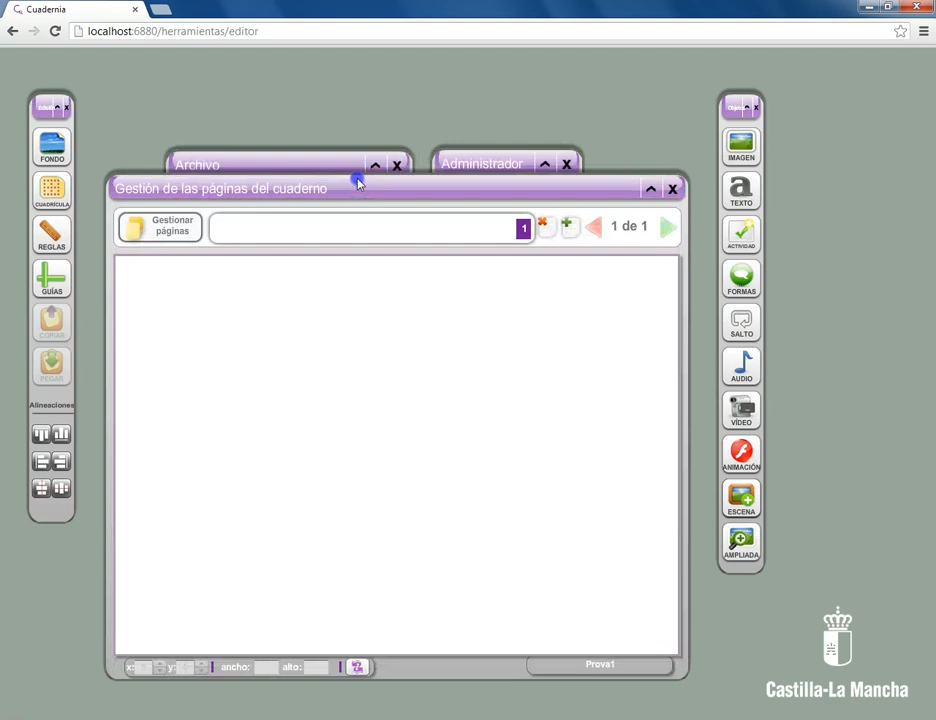 Cuadernia
localhost:6880/herramientas/editor
Archivo
Administrador
Gestión de las páginas del cuaderno
Gestionar
páginas
1
1 de 1
FONDO
CUADRÍCULA
REGLAS
GUÍAS
COPIAR
PEGAR
Alineaciones
IMAGEN
TEXTO
ACTIVIDAD
FORMAS
SALTO
AUDIO
VÍDEO
ANIMACIÓN
ESCENA
AMPLIADA
x:
y:
ancho:
alto:
Prova1
Castilla-La Mancha